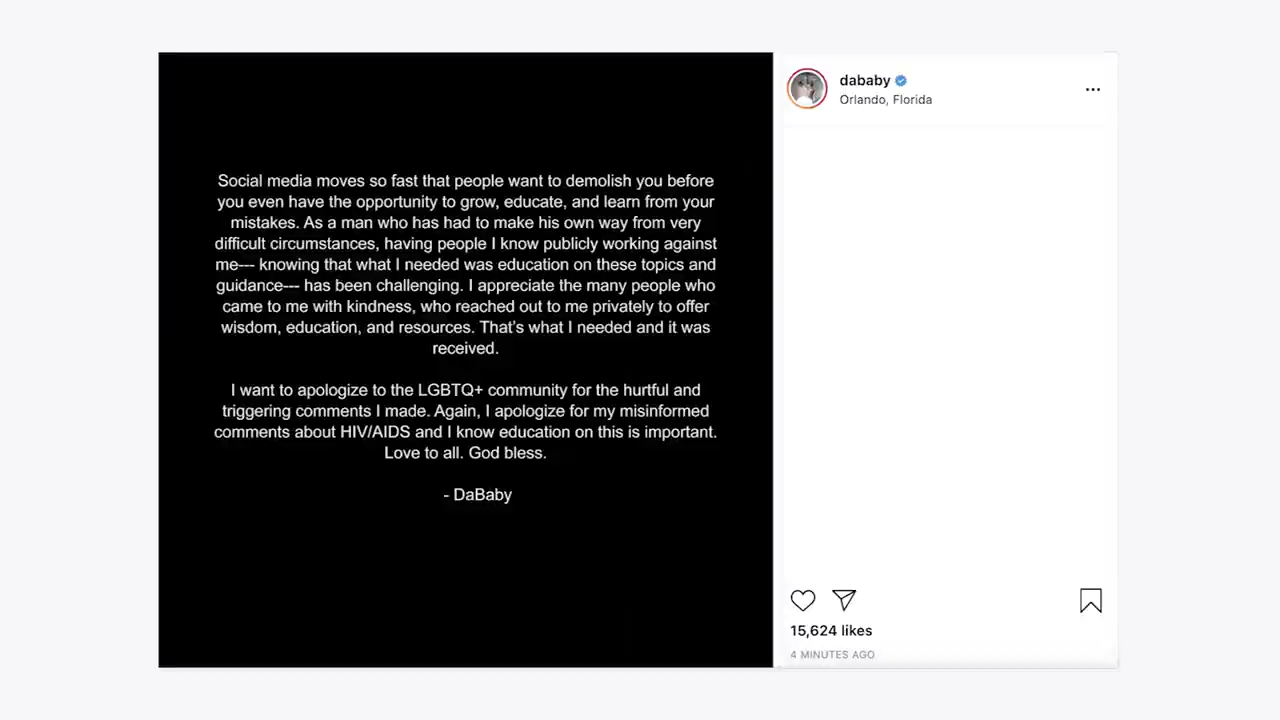 Social media moves so fast that people want to demolish you before
you even have the opportunity to grow, educate, and learn from your
mistakes. As a man who has had to make his own way from very
difficult circumstances, having people I know publicly working against
me--- knowing that what I needed was education on these topics and
guidance--- has been challenging. I appreciate the many people who
came to me with kindness, who reached out to me privately to offer
wisdom, education, and resources. That's what I needed and it was
received.
I want to apologize to the LGBTQ+ community for the hurtful and
triggering comments I made. Again, I apologize for my misinformed
comments about HIV/AIDS and I know education on this is important.
Love to all. God bless.
- DaBaby
dababy
Orlando, Florida
15,624 likes
4 MINUTES AGO